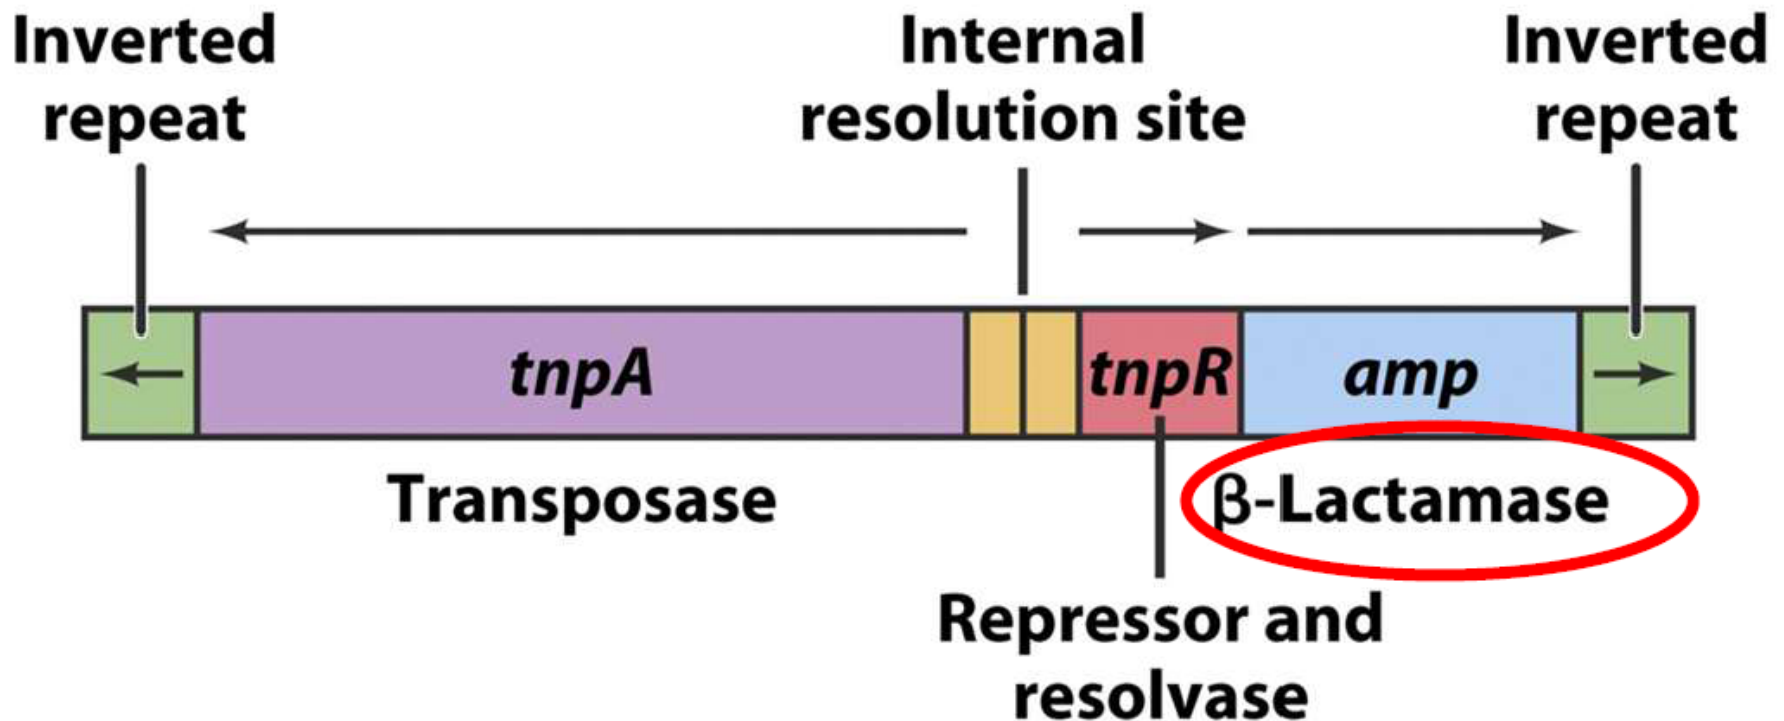 Inverted
repeat
Internal
resolution site
Inverted
repeat
tnpA
tnpR
amp
Transposase
β-Lactamase
Repressor and
resolvase